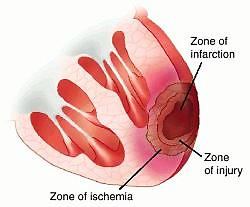 Zone of
infarction
Zone
of injury
Zone of ischemia